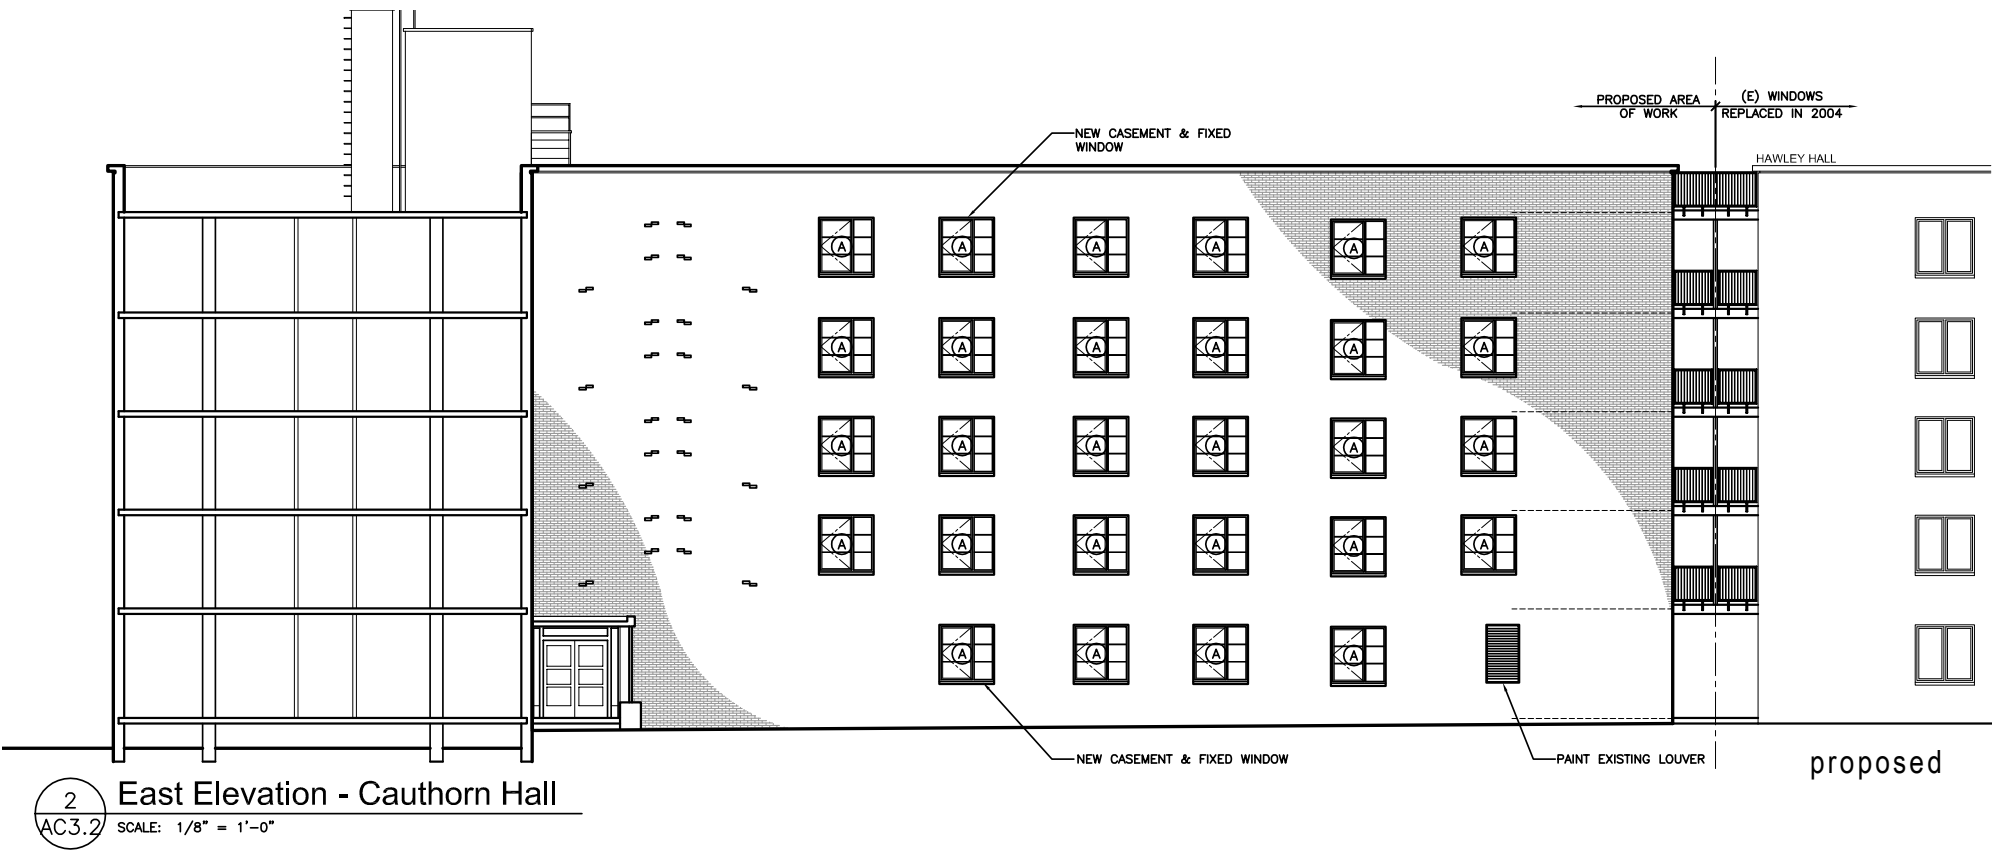 PROPOSED AREA
OF WORK
(E) WINDOWS
REPLACED IN 2004
NEW CASEMENT & FIXED
WINDOW
HAWLEY HALL
A A A A A A
A A A A A A
A A A A A A
A A A A A A
A A A A
NEW CASEMENT & FIXED WINDOW
PAINT EXISTING LOUVER
proposed
2
AC3.2
East Elevation - Cauthorn Hall
SCALE: 1/8" = 1'-0"